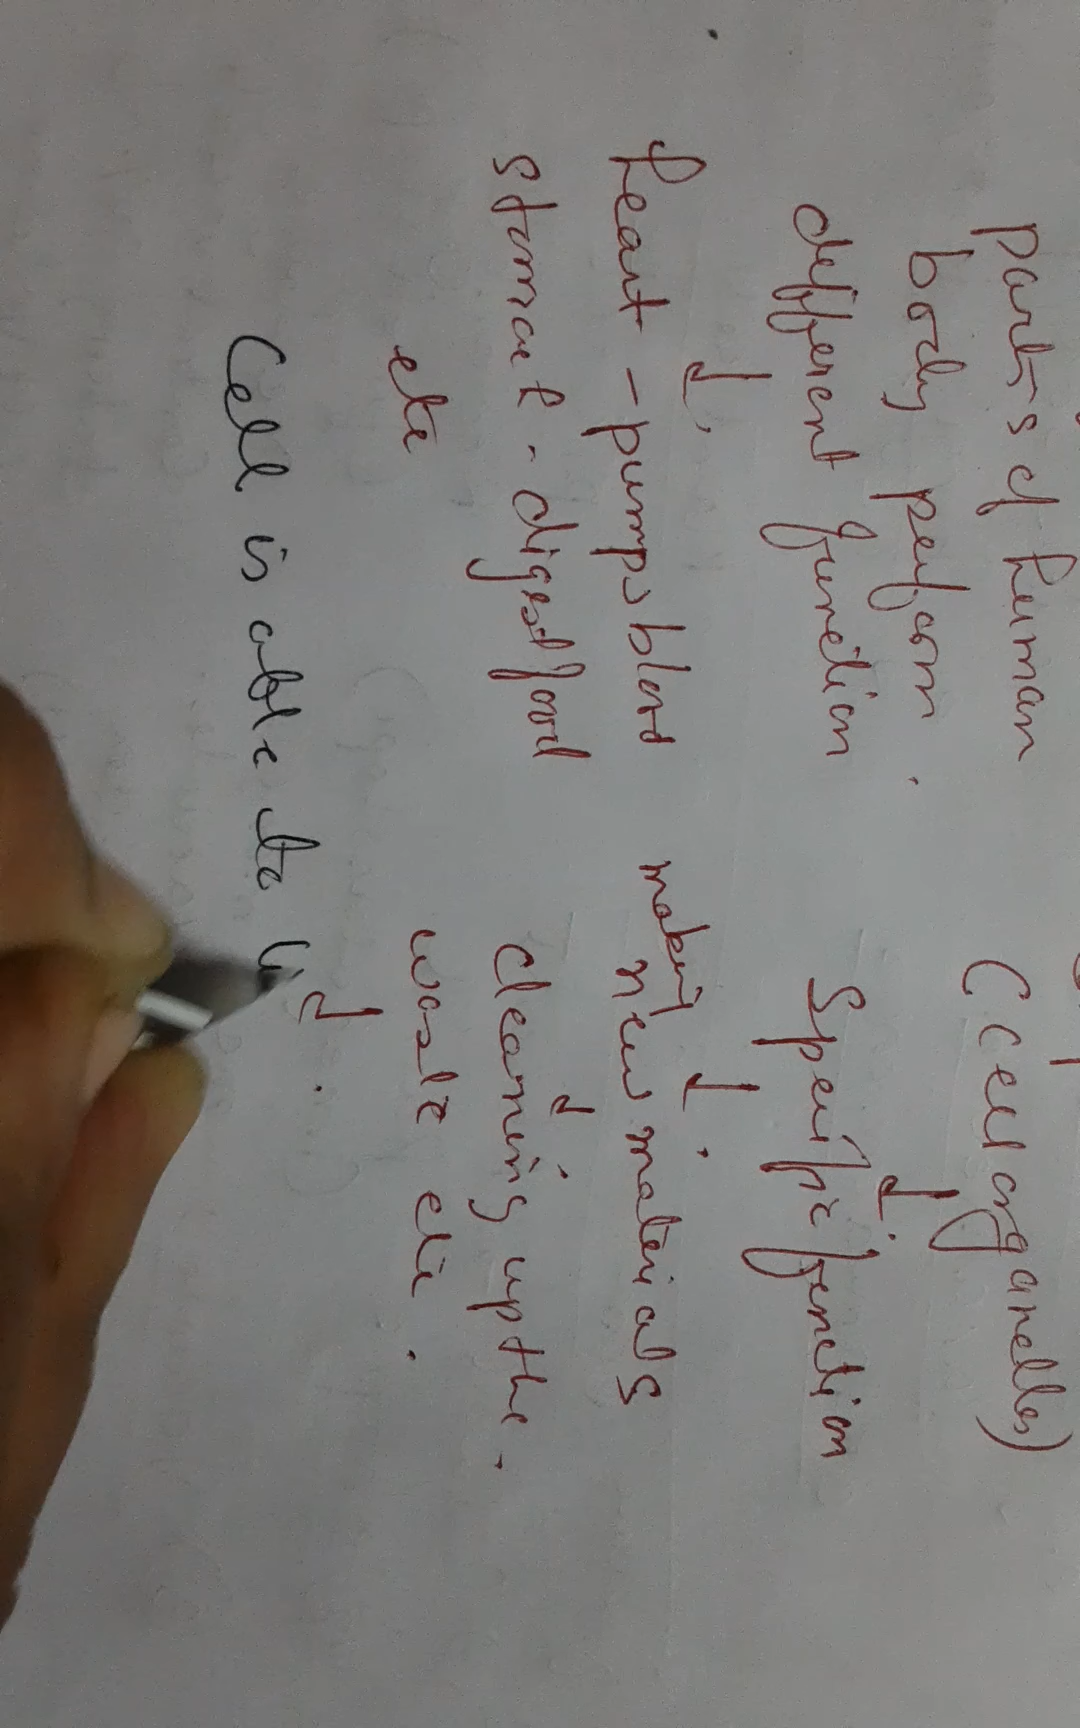 Parts of human
body perform.
different function
heart - pumps blood
stomach - digest food
etc
(Cell organelles)
Specific function
making
new materials
cleaning up the.
waste etc.
Cell is able to li